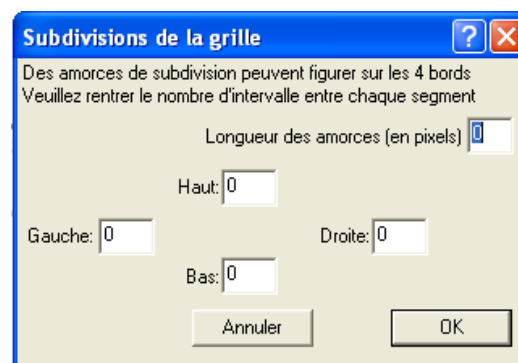 Subdivisions de la grille
Des amorces de subdivision peuvent figurer sur les 4 bords
Veuillez rentrer le nombre d'intervalle entre chaque segment
Longueur des amorces (en pixels) 0
Haut: 0
Gauche: 0 Droite: 0
Bas: 0
Annuler OK